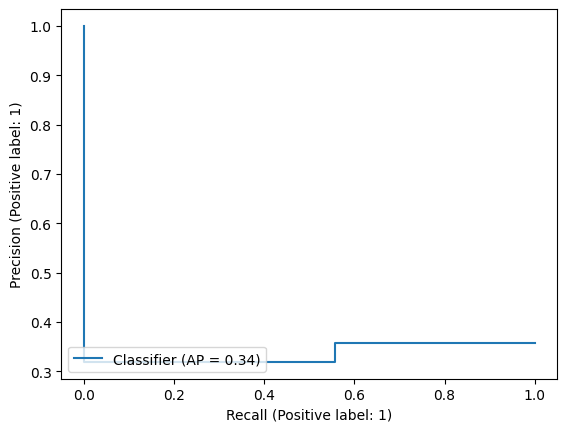 1.0
0.9
0.8
0.7
0.6
0.5
0.4
0.3
Precision (Positive label: 1)
Classifier (AP = 0.34)
0.0 0.2 0.4 0.6 0.8 1.0
Recall (Positive label: 1)